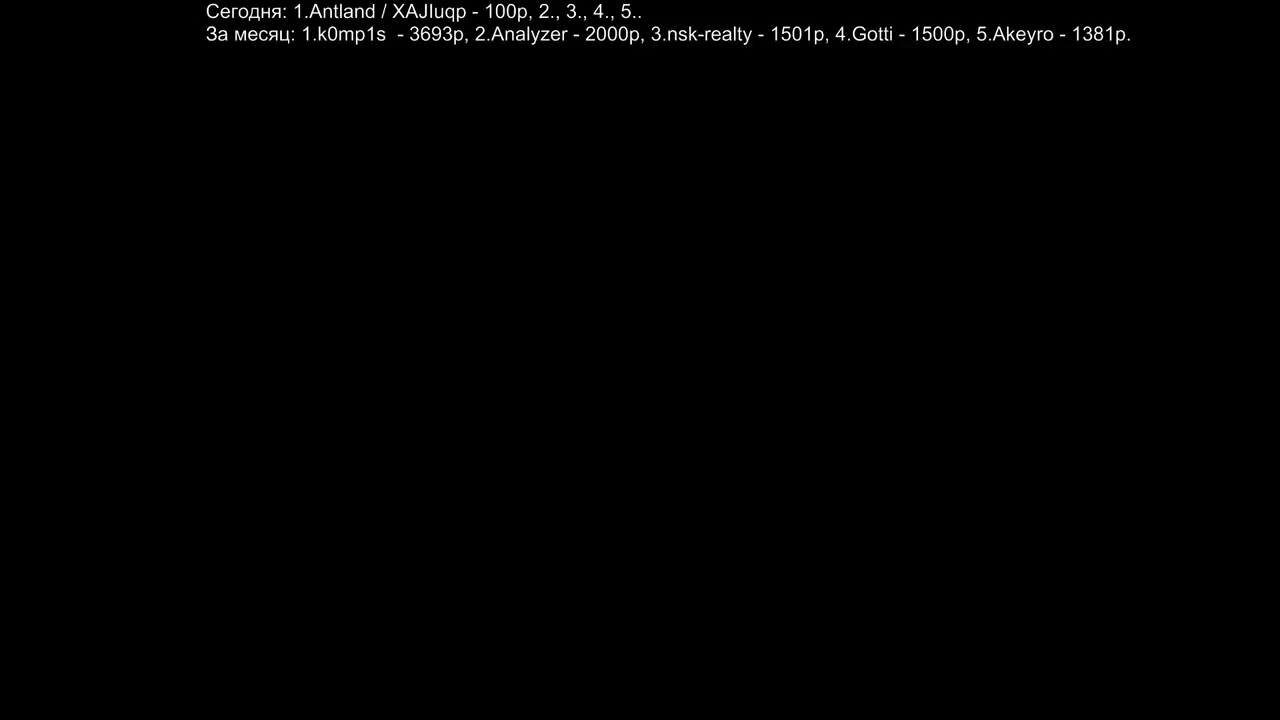 Сегодня: 1.Antland / XAJIuqp - 100р, 2., 3., 4., 5..
За месяц: 1.k0mp1s  - 3693р, 2.Analyzer - 2000р, 3.nsk-realty - 1501р, 4.Gotti - 1500р, 5.Akeyro - 1381р.